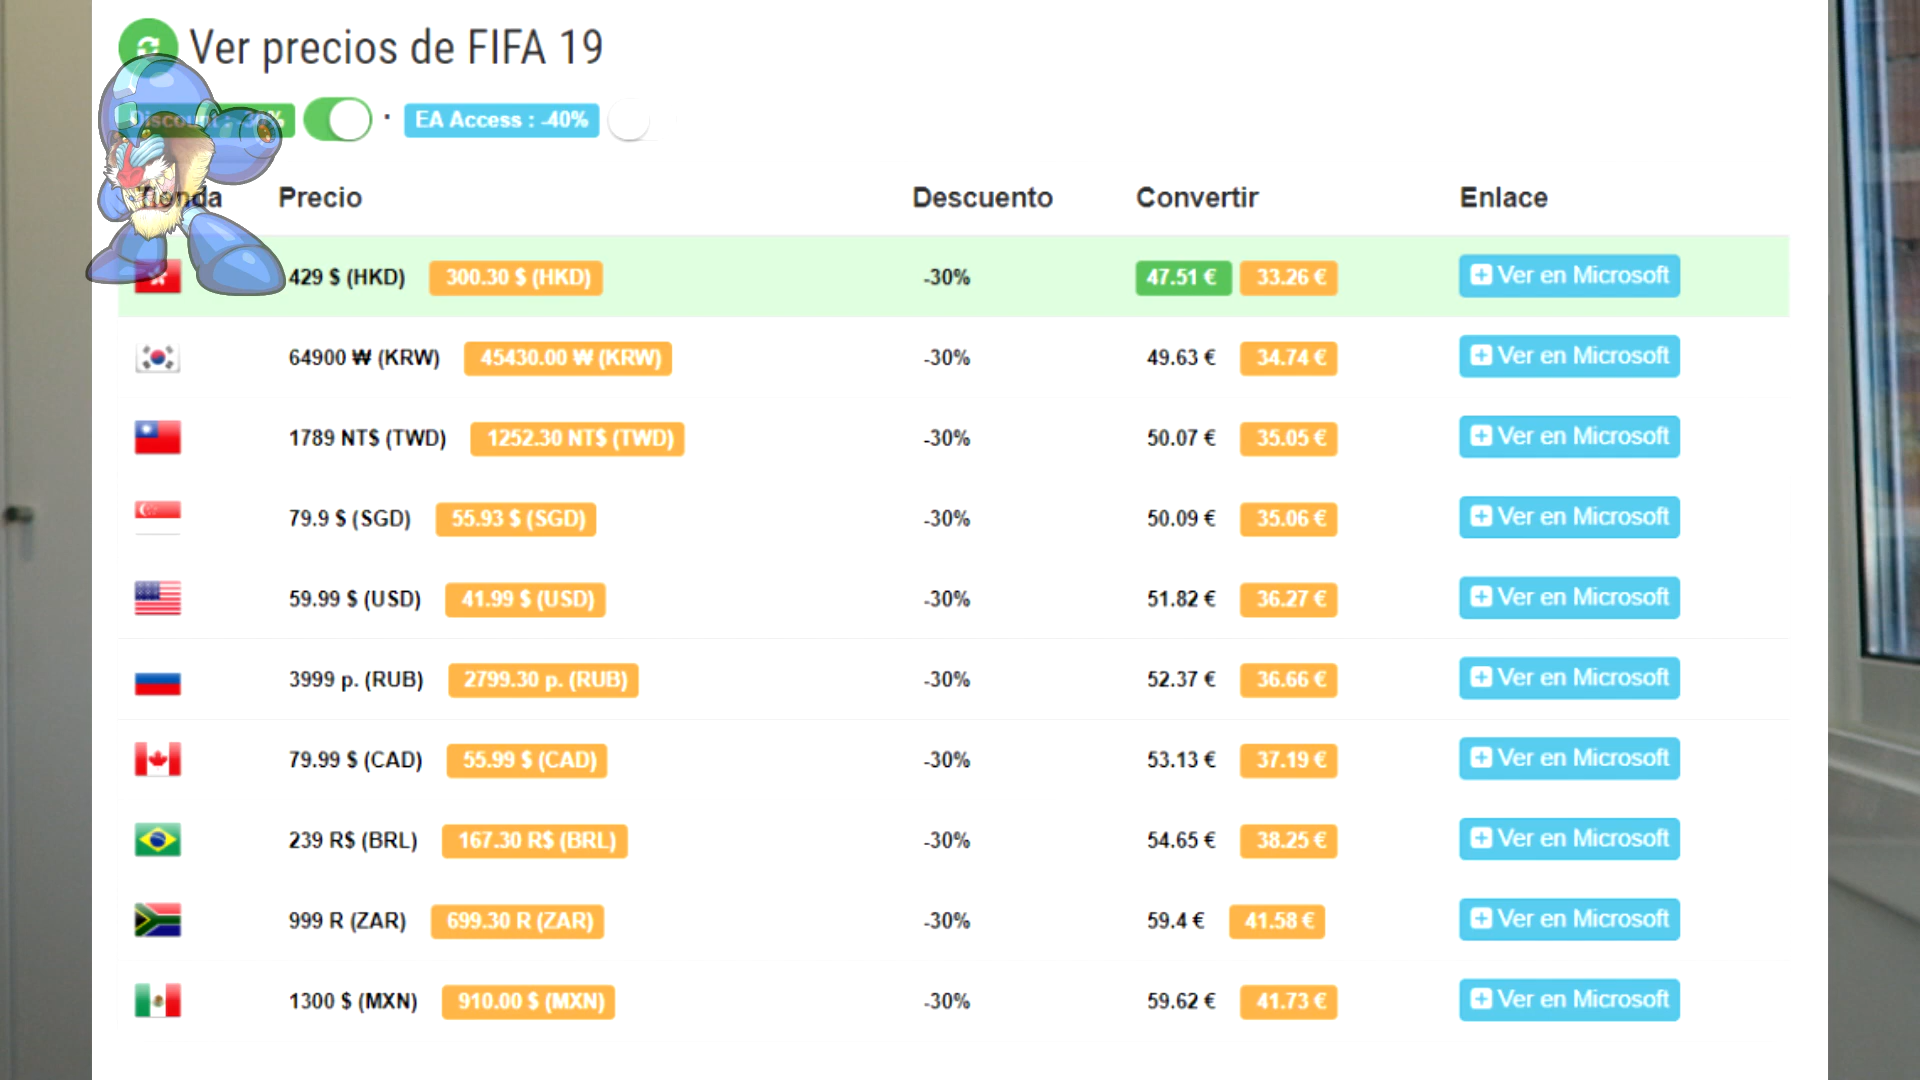 Ver precios de FIFA 19
Discount : -30% · EA Access : -40%
Tienda Precio Descuento Convertir Enlace
429 $ (HKD) 300.30 $ (HKD) -30% 47.51 € 33.26 € Ver en Microsoft
64900 ₩ (KRW) 45430.00 ₩ (KRW) -30% 49.63 € 34.74 € Ver en Microsoft
1789 NT$ (TWD) 1252.30 NT$ (TWD) -30% 50.07 € 35.05 € Ver en Microsoft
79.9 $ (SGD) 55.93 $ (SGD) -30% 50.09 € 35.06 € Ver en Microsoft
59.99 $ (USD) 41.99 $ (USD) -30% 51.82 € 36.27 € Ver en Microsoft
3999 р. (RUB) 2799.30 р. (RUB) -30% 52.37 € 36.66 € Ver en Microsoft
79.99 $ (CAD) 55.99 $ (CAD) -30% 53.13 € 37.19 € Ver en Microsoft
239 R$ (BRL) 167.30 R$ (BRL) -30% 54.65 € 38.25 € Ver en Microsoft
999 R (ZAR) 699.30 R (ZAR) -30% 59.4 € 41.58 € Ver en Microsoft
1300 $ (MXN) 910.00 $ (MXN) -30% 59.62 € 41.73 € Ver en Microsoft